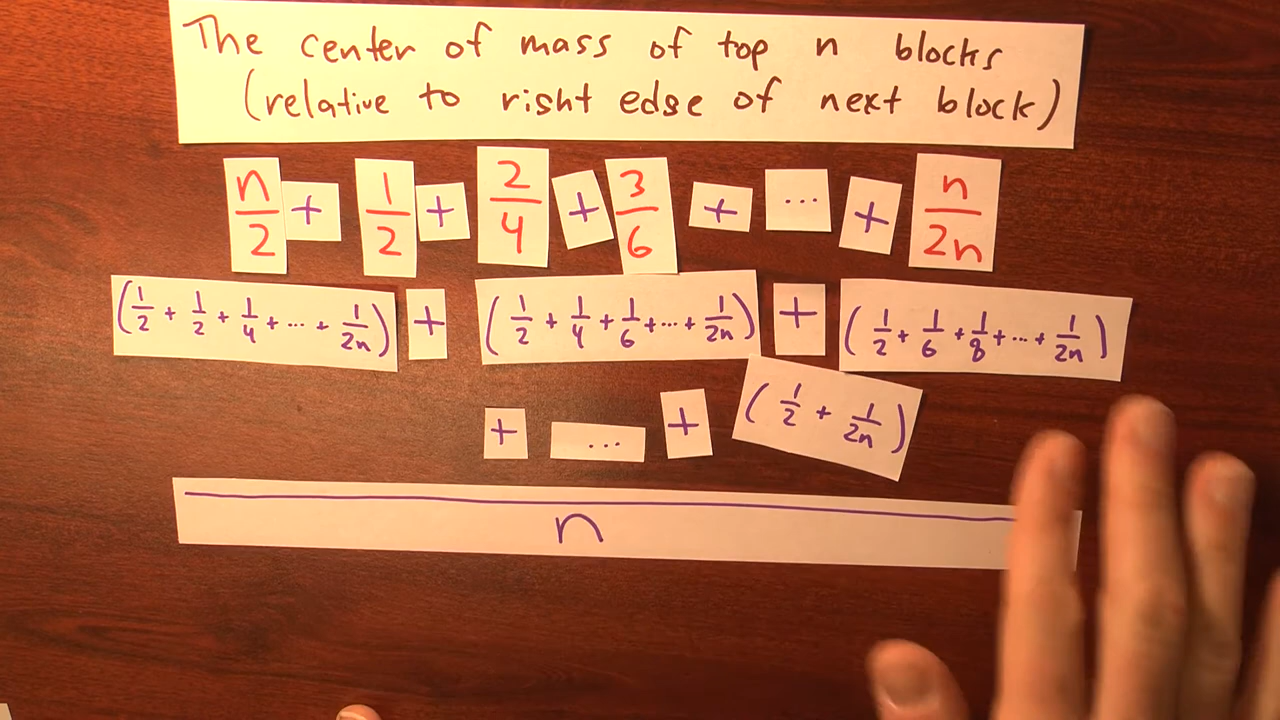 The center of mass of top n blocks
(relative to right edge of next block)
n/2 + 1/2 + 2/4 + 3/6 + ... + n/2n
(1/2 + 1/2 + 1/4 + ... + 1/2n) + (1/2 + 1/4 + 1/6 + ... + 1/2n) + (1/2 + 1/6 + 1/8 + ... + 1/2n)
+ ... + (1/2 + 1/2n)
n